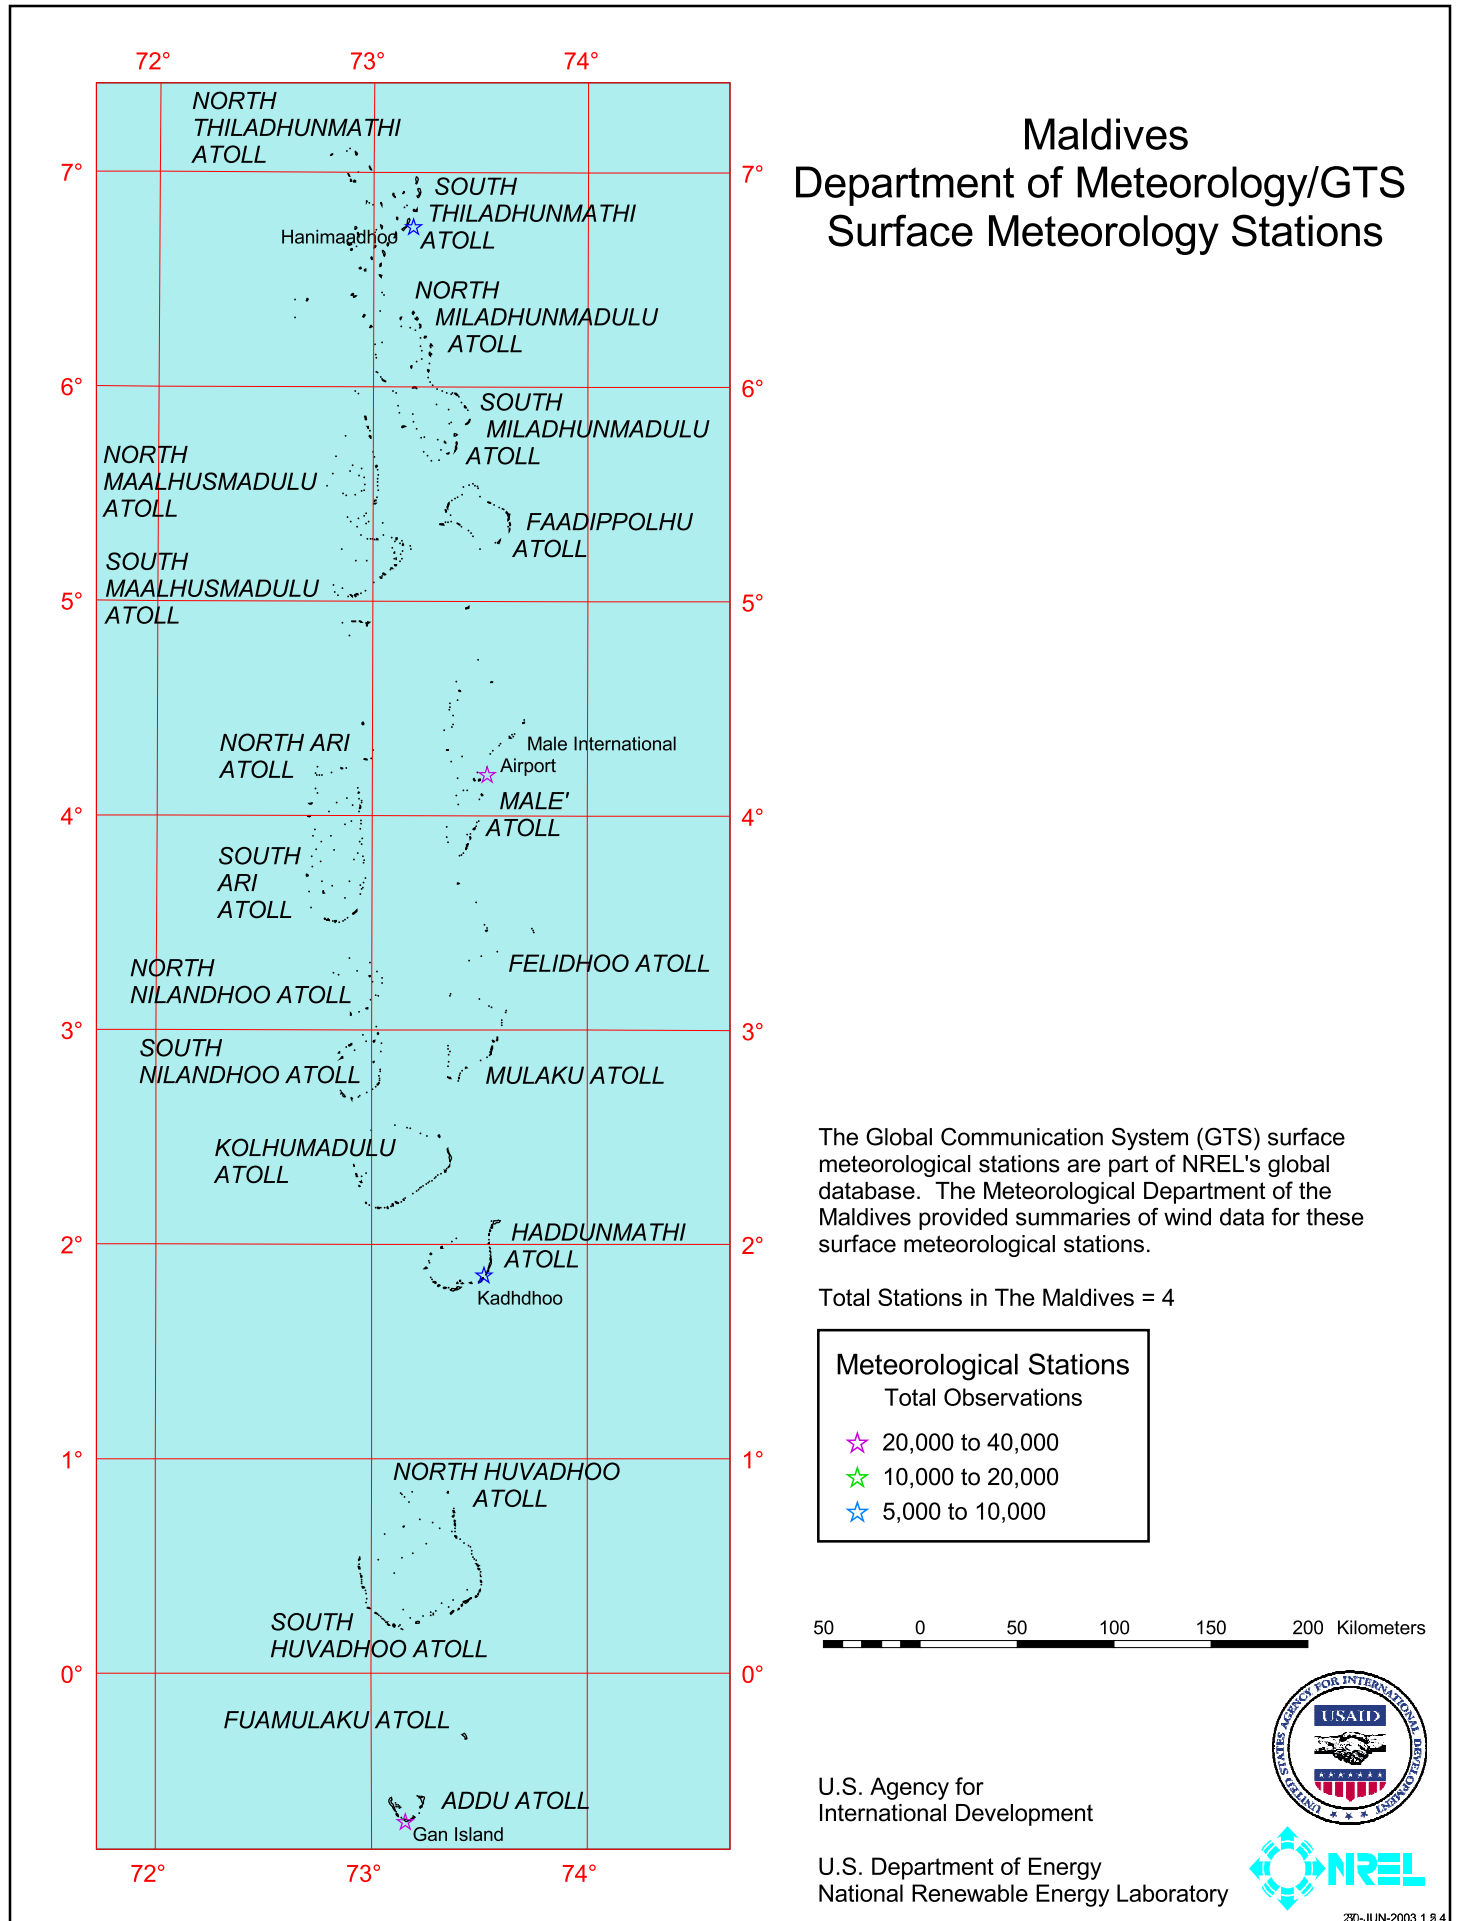 72° 73° 74°
Maldives
Department of Meteorology/GTS
Surface Meteorology Stations
NORTH
THILADHUNMATHI
ATOLL
7° 7°
SOUTH
THILADHUNMATHI
ATOLL
Hanimaadhoo
NORTH
MILADHUNMADULU
ATOLL
6° 6°
SOUTH
MILADHUNMADULU
ATOLL
NORTH
MAALHUSMADULU
ATOLL
FAADIPPOLHU
ATOLL
SOUTH
MAALHUSMADULU
ATOLL
5° 5°
NORTH ARI
ATOLL
Male International
Airport
MALE'
ATOLL
4° 4°
SOUTH
ARI
ATOLL
FELIDHOO ATOLL
NORTH
NILANDHOO ATOLL
3° 3°
SOUTH
NILANDHOO ATOLL
MULAKU ATOLL
KOLHUMADULU
ATOLL
HADDUNMATHI
ATOLL
2° 2°
Kadhdhoo
1° 1°
NORTH HUVADHOO
ATOLL
SOUTH
HUVADHOO ATOLL
0° 0°
FUAMULAKU ATOLL
ADDU ATOLL
Gan Island
72° 73° 74°
The Global Communication System (GTS) surface
meteorological stations are part of NREL's global
database. The Meteorological Department of the
Maldives provided summaries of wind data for these
surface meteorological stations.
Total Stations in The Maldives = 4
Meteorological Stations
Total Observations
20,000 to 40,000
10,000 to 20,000
5,000 to 10,000
50 0 50 100 150 200 Kilometers
UNITED STATES AGENCY FOR INTERNATIONAL DEVELOPMENT
USAID
U.S. Agency for
International Development
U.S. Department of Energy
National Renewable Energy Laboratory
NREL
-JUN-2003